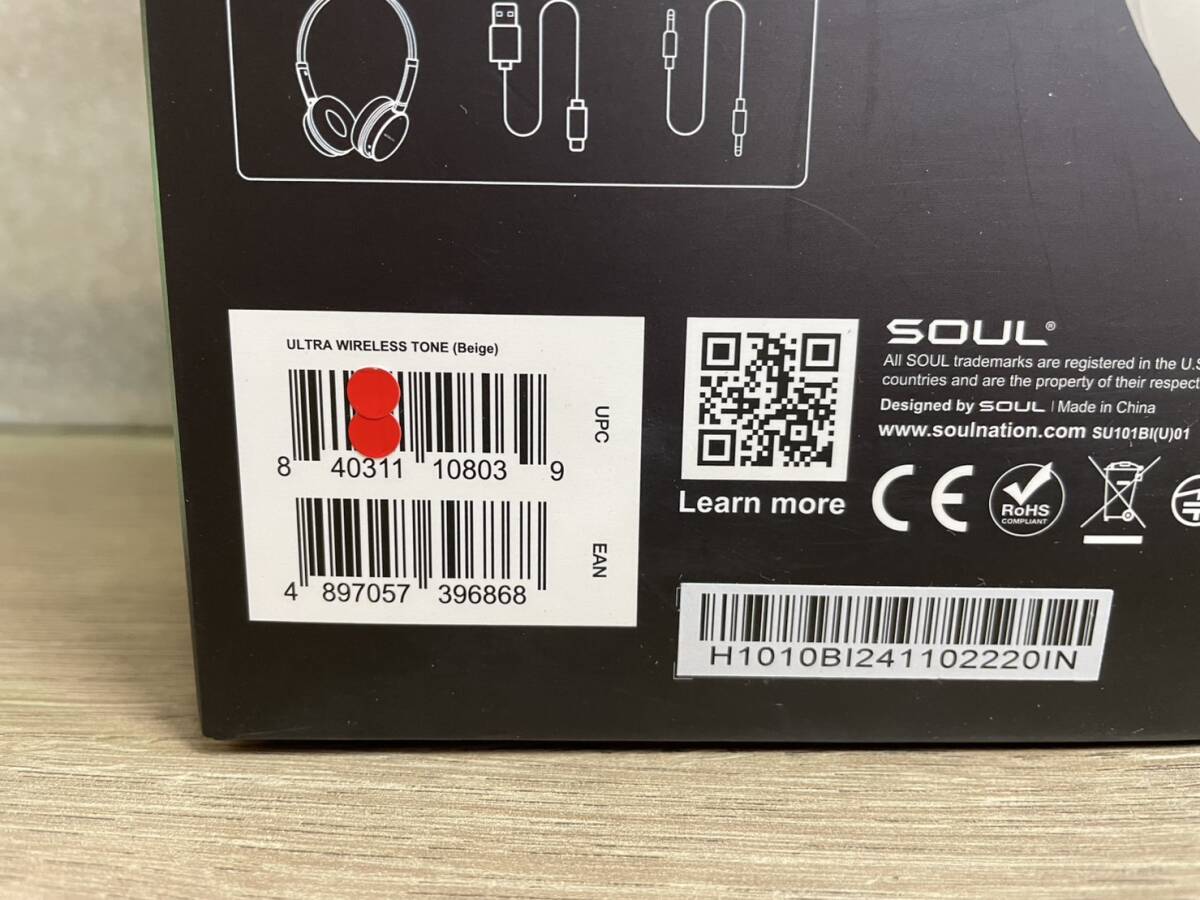 ULTRA WIRELESS TONE (Beige)
UPC
8 40311 10803 9
EAN
4 897057 396868
Learn more
SOUL®
All SOUL trademarks are registered in the U.S
countries and are the property of their respect
Designed by SOUL | Made in China
www.soulnation.com SU101BI(U)01
CE
RoHS
COMPLIANT
H1010BI241102220IN